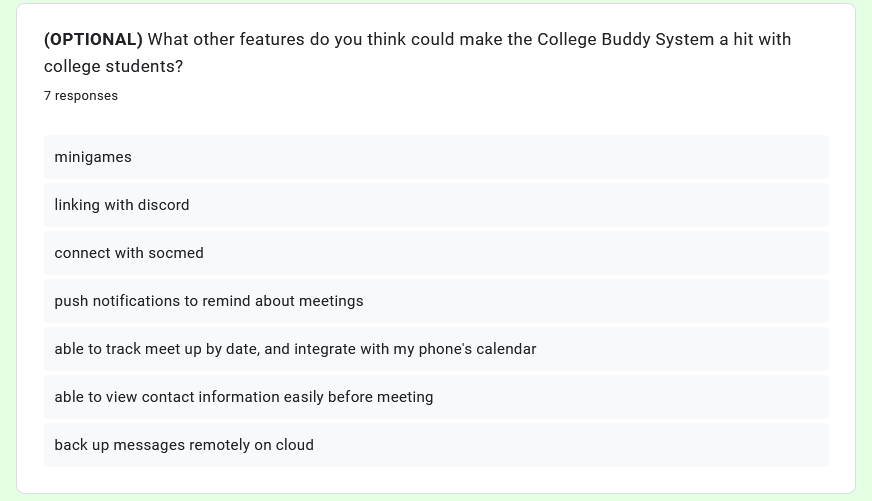 (OPTIONAL) What other features do you think could make the College Buddy System a hit with
college students?
7 responses
minigames
linking with discord
connect with socmed
push notifications to remind about meetings
able to track meet up by date, and integrate with my phone's calendar
able to view contact information easily before meeting
back up messages remotely on cloud